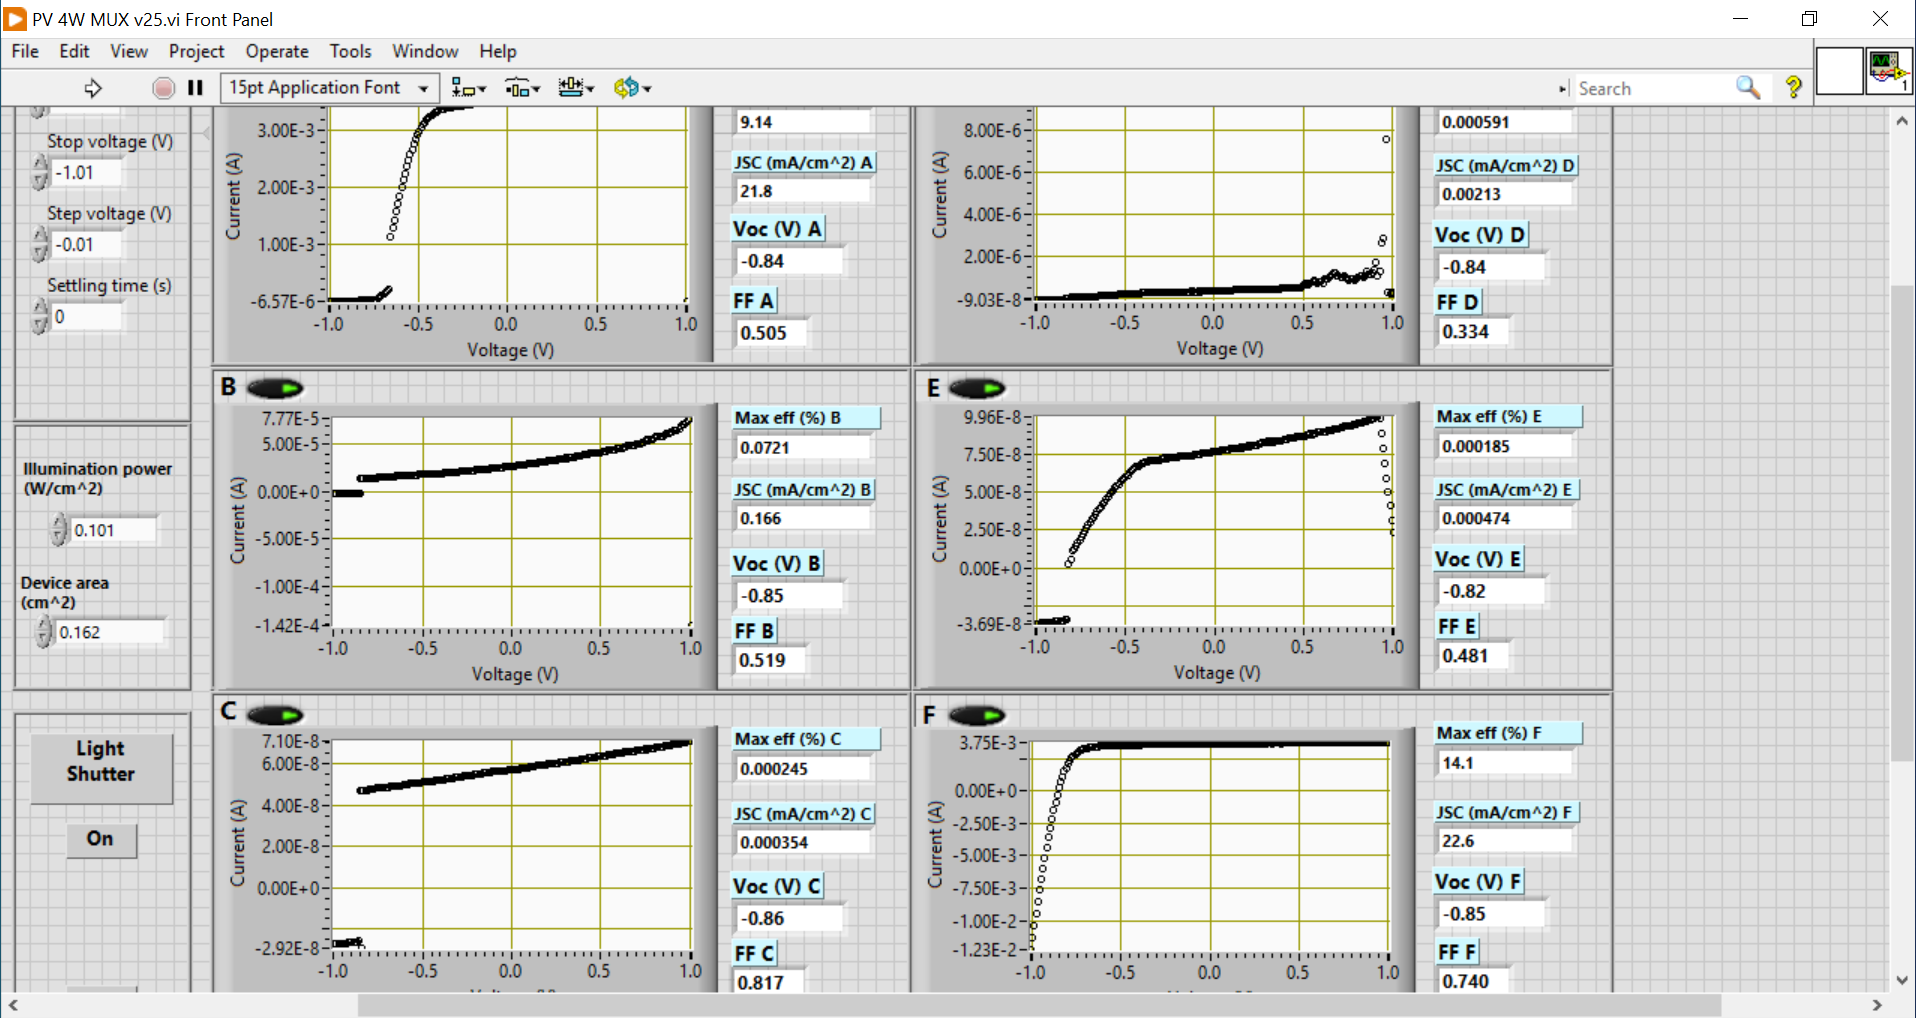 PV 4W MUX v25.vi Front Panel
File Edit View Project Operate Tools Window Help
15pt Application Font
Search
1
Stop voltage (V)
-1.01
Step voltage (V)
-0.01
Settling time (s)
0
Illumination power
(W/cm^2)
0.101
Device area
(cm^2)
0.162
Light
Shutter
On
Current (A)
3.00E-3
2.00E-3
1.00E-3
-6.57E-6
-1.0 -0.5 0.0 0.5 1.0
Voltage (V)
9.14
JSC (mA/cm^2) A
21.8
Voc (V) A
-0.84
FF A
0.505
Current (A)
8.00E-6
6.00E-6
4.00E-6
2.00E-6
-9.03E-8
-1.0 -0.5 0.0 0.5 1.0
Voltage (V)
0.000591
JSC (mA/cm^2) D
0.00213
Voc (V) D
-0.84
FF D
0.334
B
Current (A)
7.77E-5
5.00E-5
0.00E+0
-5.00E-5
-1.00E-4
-1.42E-4
-1.0 -0.5 0.0 0.5 1.0
Voltage (V)
Max eff (%) B
0.0721
JSC (mA/cm^2) B
0.166
Voc (V) B
-0.85
FF B
0.519
E
Current (A)
9.96E-8
7.50E-8
5.00E-8
2.50E-8
0.00E+0
-3.69E-8
-1.0 -0.5 0.0 0.5 1.0
Voltage (V)
Max eff (%) E
0.000185
JSC (mA/cm^2) E
0.000474
Voc (V) E
-0.82
FF E
0.481
C
Current (A)
7.10E-8
6.00E-8
4.00E-8
2.00E-8
0.00E+0
-2.92E-8
-1.0 -0.5 0.0 0.5 1.0
Max eff (%) C
0.000245
JSC (mA/cm^2) C
0.000354
Voc (V) C
-0.86
FF C
0.817
F
Current (A)
3.75E-3
0.00E+0
-2.50E-3
-5.00E-3
-7.50E-3
-1.00E-2
-1.23E-2
-1.0 -0.5 0.0 0.5 1.0
Max eff (%) F
14.1
JSC (mA/cm^2) F
22.6
Voc (V) F
-0.85
FF F
0.740